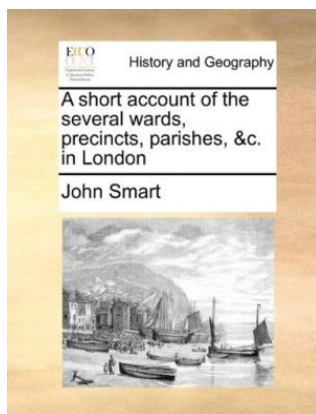 ECCO
History and Geography
A short account of the
several wards,
precincts, parishes, &c.
in London
John Smart